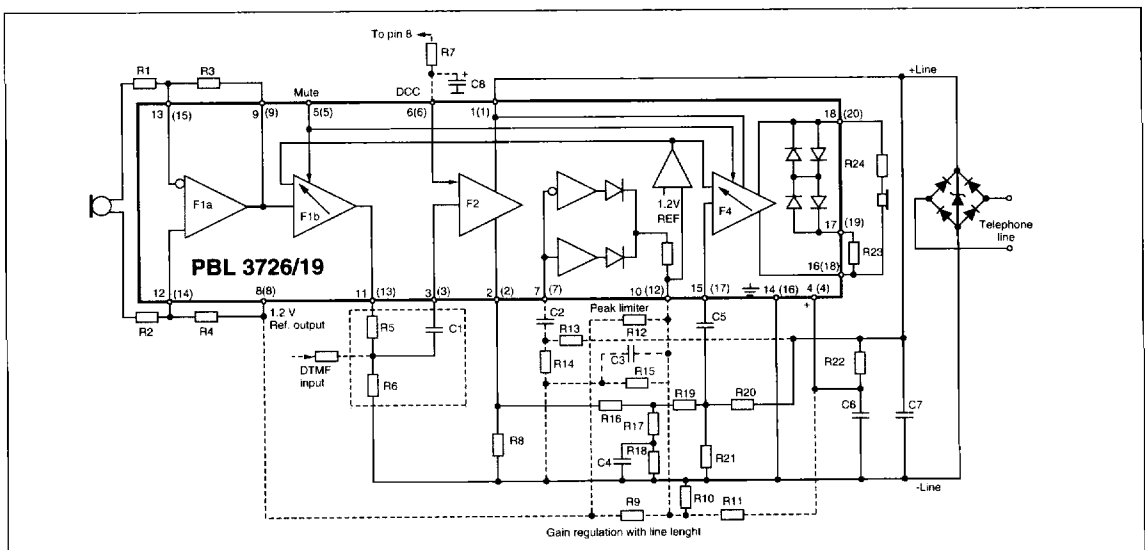 To pin 8
R7
C8
+Line
R1
R3
Mute
DCC
13
(15)
9
(9)
5(5)
6(6)
1(1)
18
(20)
R24
F1a
F1b
F2
1.2V
REF
F4
17
(19)
R23
Telephone
line
PBL 3726/19
16(18)
12
(14)
8(8)
11
(13)
3
(3)
2
(2)
7
(7)
10
(12)
15
(17)
14
(16)
4
(4)
+
R2
R4
1.2 V
Ref. output
R5
C1
C2
Peak limiter
R12
C5
R13
R22
DTMF
input
R14
C3
R15
R6
R16
R19
R20
C6
C7
R17
R8
C4
R18
R21
R10
-Line
R9
R11
Gain regulation with line lenght